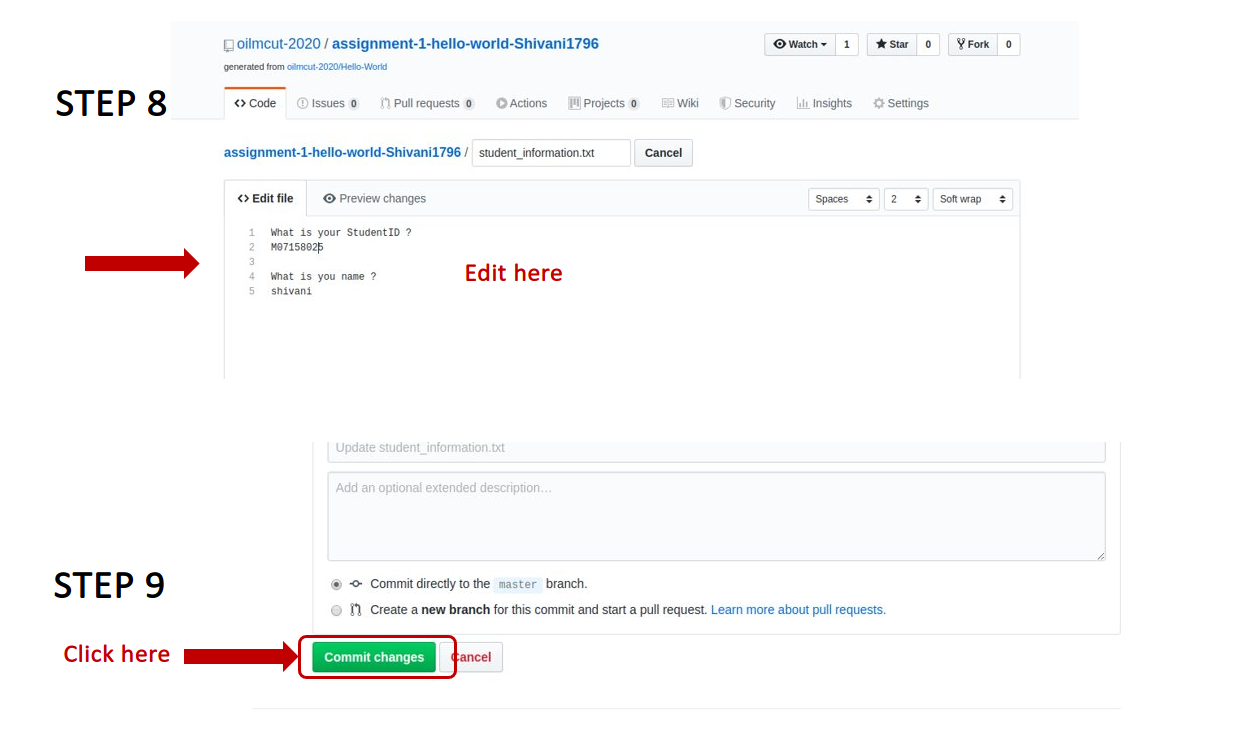 oilmcut-2020 / assignment-1-hello-world-Shivani1796
Watch 1 Star 0 Fork 0
generated from oilmcut-2020/Hello-World
STEP 8
Code Issues 0 Pull requests 0 Actions Projects 0 Wiki Security Insights Settings
assignment-1-hello-world-Shivani1796 / student_information.txt Cancel
Edit file Preview changes Spaces 2 Soft wrap
1 What is your StudentID ?
2 M07158025
3
4 What is you name ?
5 shivani
Edit here
Update student_information.txt
Add an optional extended description…
STEP 9
Commit directly to the master branch.
Create a new branch for this commit and start a pull request. Learn more about pull requests.
Click here
Commit changes Cancel